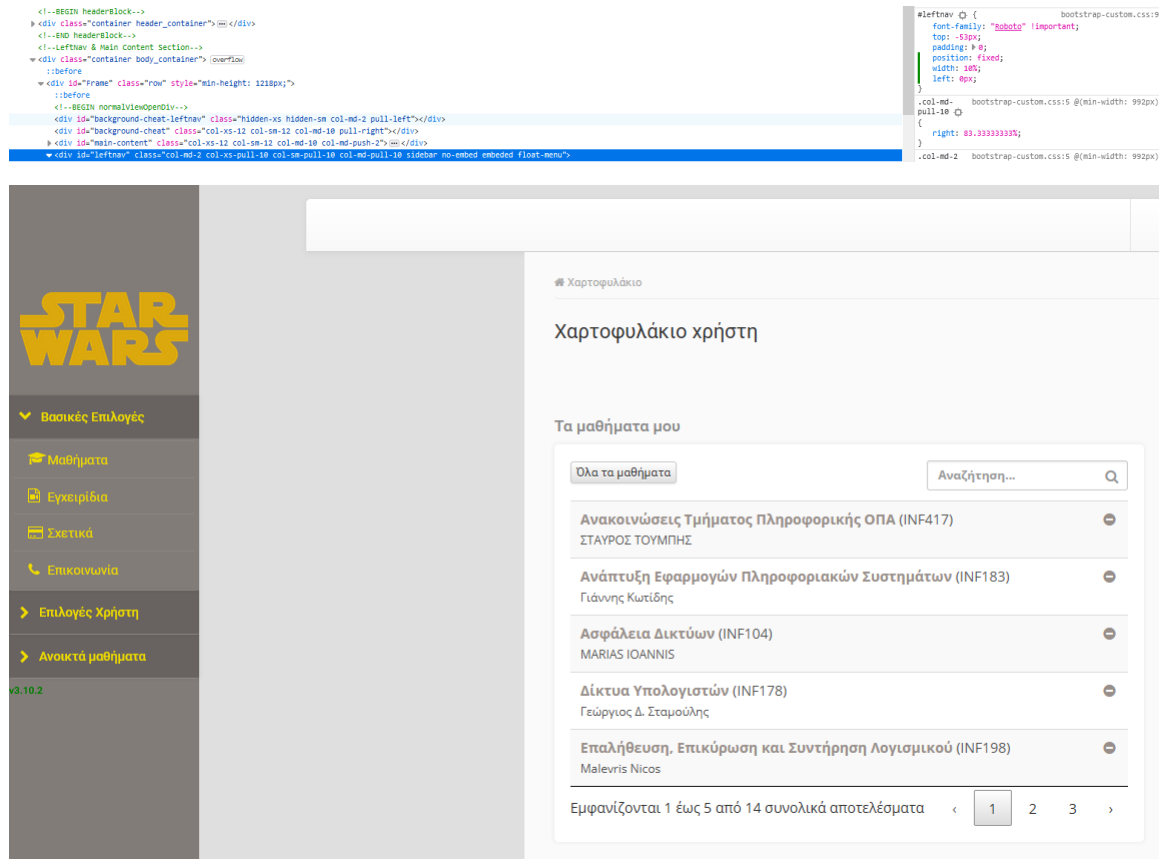 <!--BEGIN headerBlock-->
<div class="container header_container"></div>
<!--END headerBlock-->
<!--LeftNav & Main Content Section-->
<div class="container body_container"> overflow
::before
<div id="Frame" class="row" style="min-height: 1218px;">
::before
<!--BEGIN normalViewOpenDiv-->
<div id="background-cheat-leftnav" class="hidden-xs hidden-sm col-md-2 pull-left"></div>
<div id="background-cheat" class="col-xs-12 col-sm-12 col-md-10 pull-right"></div>
<div id="main-content" class="col-xs-12 col-sm-12 col-md-10 col-md-push-2"></div>
<div id="leftnav" class="col-md-2 col-xs-pull-10 col-sm-pull-10 col-md-pull-10 sidebar no-embed embeded float-menu">
#leftnav { bootstrap-custom.css:9
font-family: "Roboto" !important;
top: -53px;
padding: 0;
position: fixed;
width: 10%;
left: 0px;
}
.col-md- bootstrap-custom.css:5 @(min-width: 992px)
pull-10
{
right: 83.33333333%;
}
.col-md-2 bootstrap-custom.css:5 @(min-width: 992px)
STAR
WARS
Βασικές Επιλογές
Μαθήματα
Εγχειρίδια
Σχετικά
Επικοινωνία
Επιλογές Χρήστη
Ανοικτά μαθήματα
v3.10.2
Χαρτοφυλάκιο
Χαρτοφυλάκιο χρήστη
Τα μαθήματα μου
Όλα τα μαθήματα
Αναζήτηση...
Ανακοινώσεις Τμήματος Πληροφορικής ΟΠΑ (INF417)
ΣΤΑΥΡΟΣ ΤΟΥΜΠΗΣ
Ανάπτυξη Εφαρμογών Πληροφοριακών Συστημάτων (INF183)
Γιάννης Κωτίδης
Ασφάλεια Δικτύων (INF104)
MARIAS IOANNIS
Δίκτυα Υπολογιστών (INF178)
Γεώργιος Δ. Σταμούλης
Επαλήθευση, Επικύρωση και Συντήρηση Λογισμικού (INF198)
Malevris Nicos
Εμφανίζονται 1 έως 5 από 14 συνολικά αποτελέσματα ‹ 1 2 3 ›